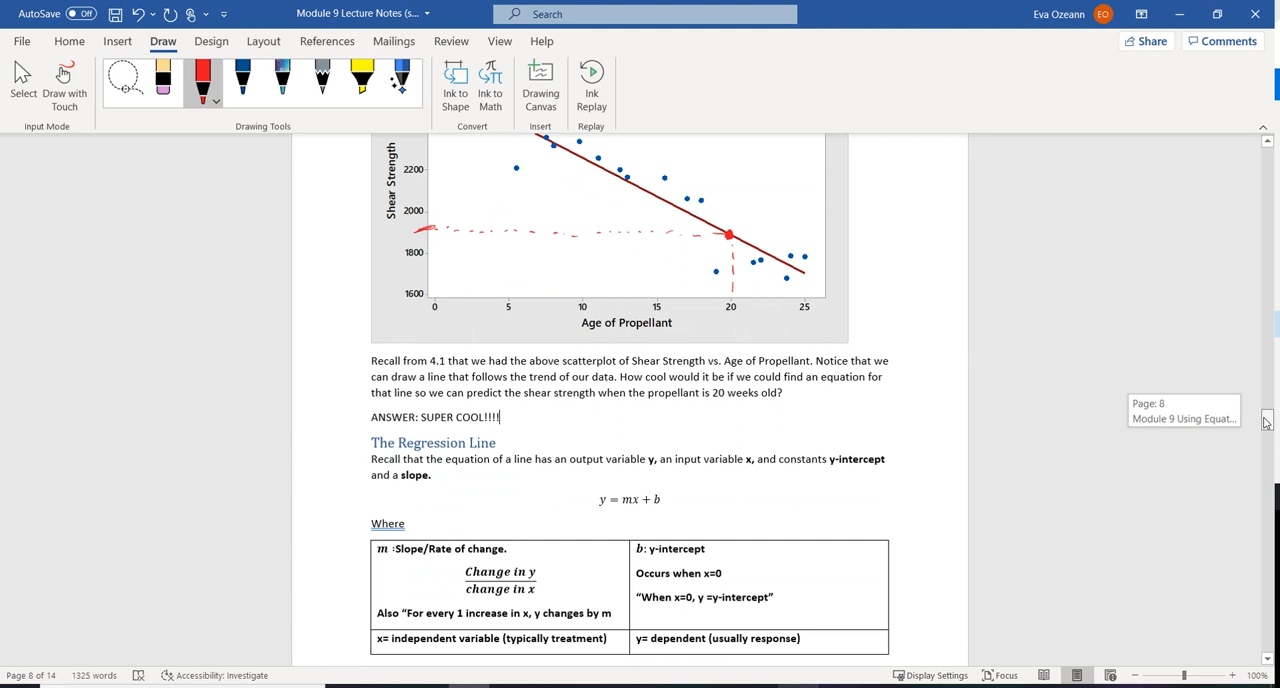 AutoSave Off Module 9 Lecture Notes (s... Search Eva Ozeann EO
File Home Insert Draw Design Layout References Mailings Review View Help Share Comments
Select Draw with Touch Ink to Shape Ink to Math Drawing Canvas Ink Replay
Input Mode Drawing Tools Convert Insert Replay
Shear Strength
2200
2000
1800
1600
0 5 10 15 20 25
Age of Propellant
Recall from 4.1 that we had the above scatterplot of Shear Strength vs. Age of Propellant. Notice that we
can draw a line that follows the trend of our data. How cool would it be if we could find an equation for
that line so we can predict the shear strength when the propellant is 20 weeks old?
Page: 8
Module 9 Using Equat...
ANSWER: SUPER COOL!!!!
The Regression Line
Recall that the equation of a line has an output variable y, an input variable x, and constants y-intercept
and a slope.
y = mx + b
Where
m :Slope/Rate of change.
Change in y
change in x
Also “For every 1 increase in x, y changes by m
b: y-intercept
Occurs when x=0
“When x=0, y =y-intercept”
x= independent variable (typically treatment)
y= dependent (usually response)
Page 8 of 14 1325 words Accessibility: Investigate Display Settings Focus 100%